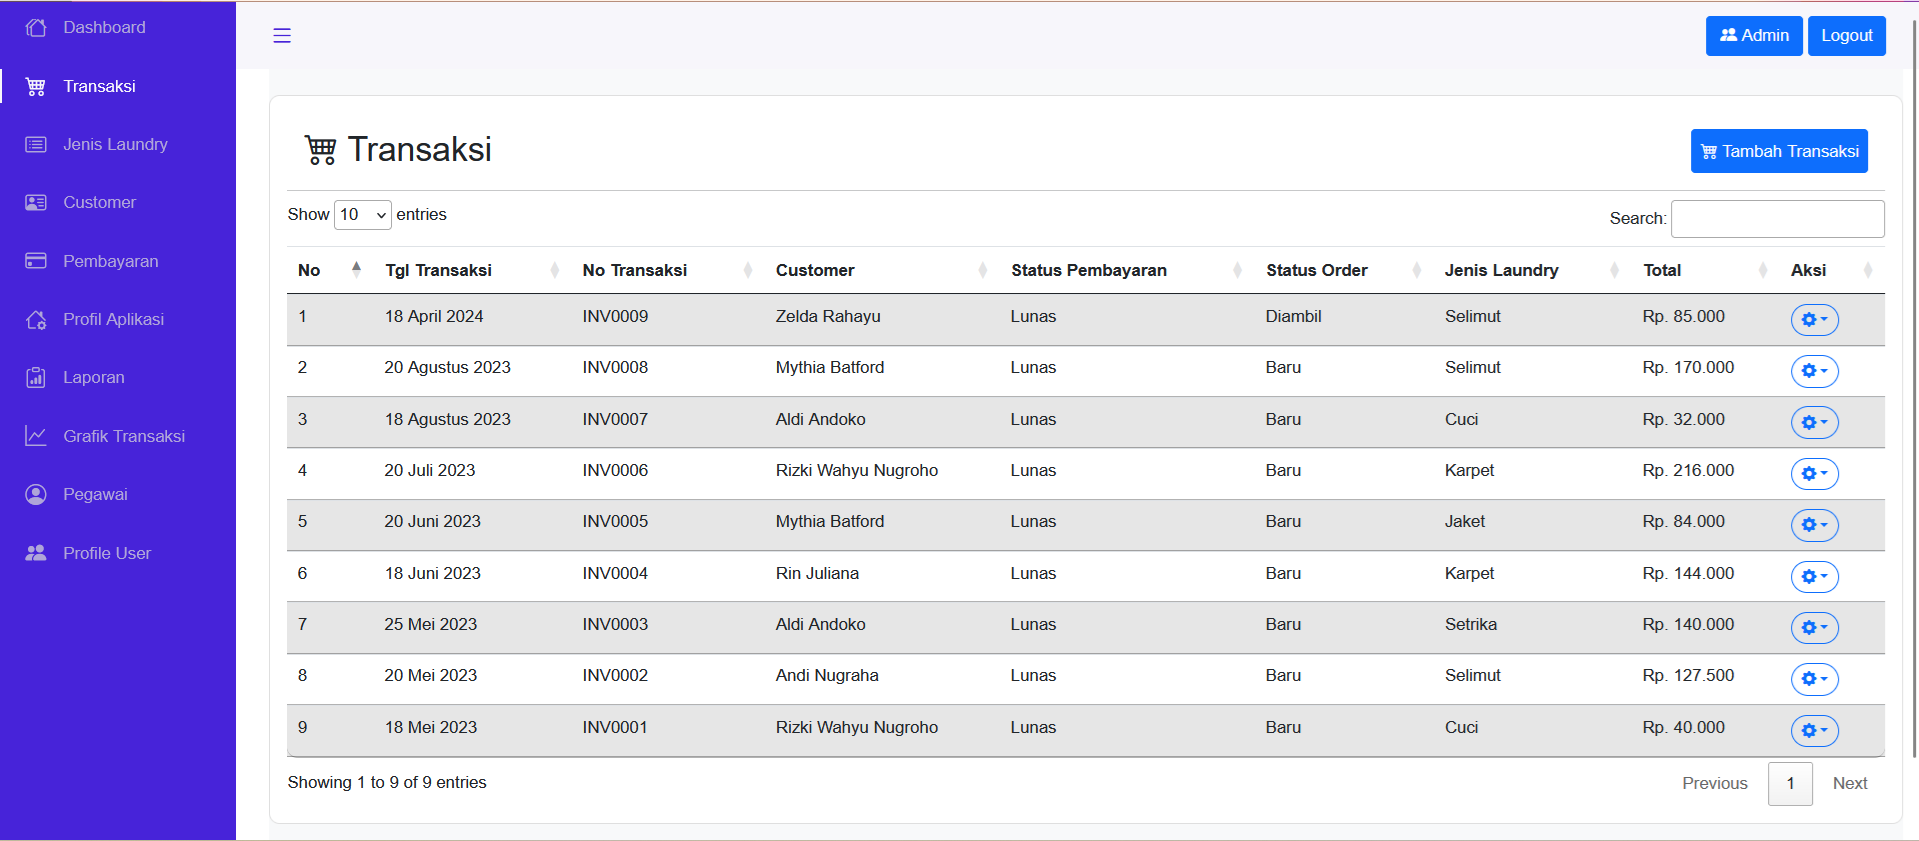 Dashboard
Transaksi
Jenis Laundry
Customer
Pembayaran
Profil Aplikasi
Laporan
Grafik Transaksi
Pegawai
Profile User
Admin Logout
Transaksi
Tambah Transaksi
Show 10 entries
Search:
No Tgl Transaksi No Transaksi Customer Status Pembayaran Status Order Jenis Laundry Total Aksi
1 18 April 2024 INV0009 Zelda Rahayu Lunas Diambil Selimut Rp. 85.000
2 20 Agustus 2023 INV0008 Mythia Batford Lunas Baru Selimut Rp. 170.000
3 18 Agustus 2023 INV0007 Aldi Andoko Lunas Baru Cuci Rp. 32.000
4 20 Juli 2023 INV0006 Rizki Wahyu Nugroho Lunas Baru Karpet Rp. 216.000
5 20 Juni 2023 INV0005 Mythia Batford Lunas Baru Jaket Rp. 84.000
6 18 Juni 2023 INV0004 Rin Juliana Lunas Baru Karpet Rp. 144.000
7 25 Mei 2023 INV0003 Aldi Andoko Lunas Baru Setrika Rp. 140.000
8 20 Mei 2023 INV0002 Andi Nugraha Lunas Baru Selimut Rp. 127.500
9 18 Mei 2023 INV0001 Rizki Wahyu Nugroho Lunas Baru Cuci Rp. 40.000
Showing 1 to 9 of 9 entries
Previous 1 Next